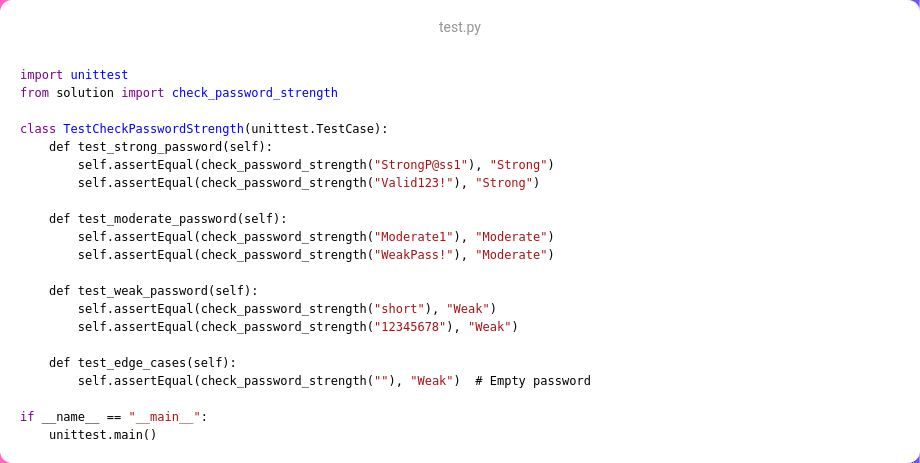 test.py
import unittest
from solution import check_password_strength
class TestCheckPasswordStrength(unittest.TestCase):
    def test_strong_password(self):
        self.assertEqual(check_password_strength("StrongP@ss1"), "Strong")
        self.assertEqual(check_password_strength("Valid123!"), "Strong")
    def test_moderate_password(self):
        self.assertEqual(check_password_strength("Moderate1"), "Moderate")
        self.assertEqual(check_password_strength("WeakPass!"), "Moderate")
    def test_weak_password(self):
        self.assertEqual(check_password_strength("short"), "Weak")
        self.assertEqual(check_password_strength("12345678"), "Weak")
    def test_edge_cases(self):
        self.assertEqual(check_password_strength(""), "Weak")  # Empty password
if __name__ == "__main__":
    unittest.main()